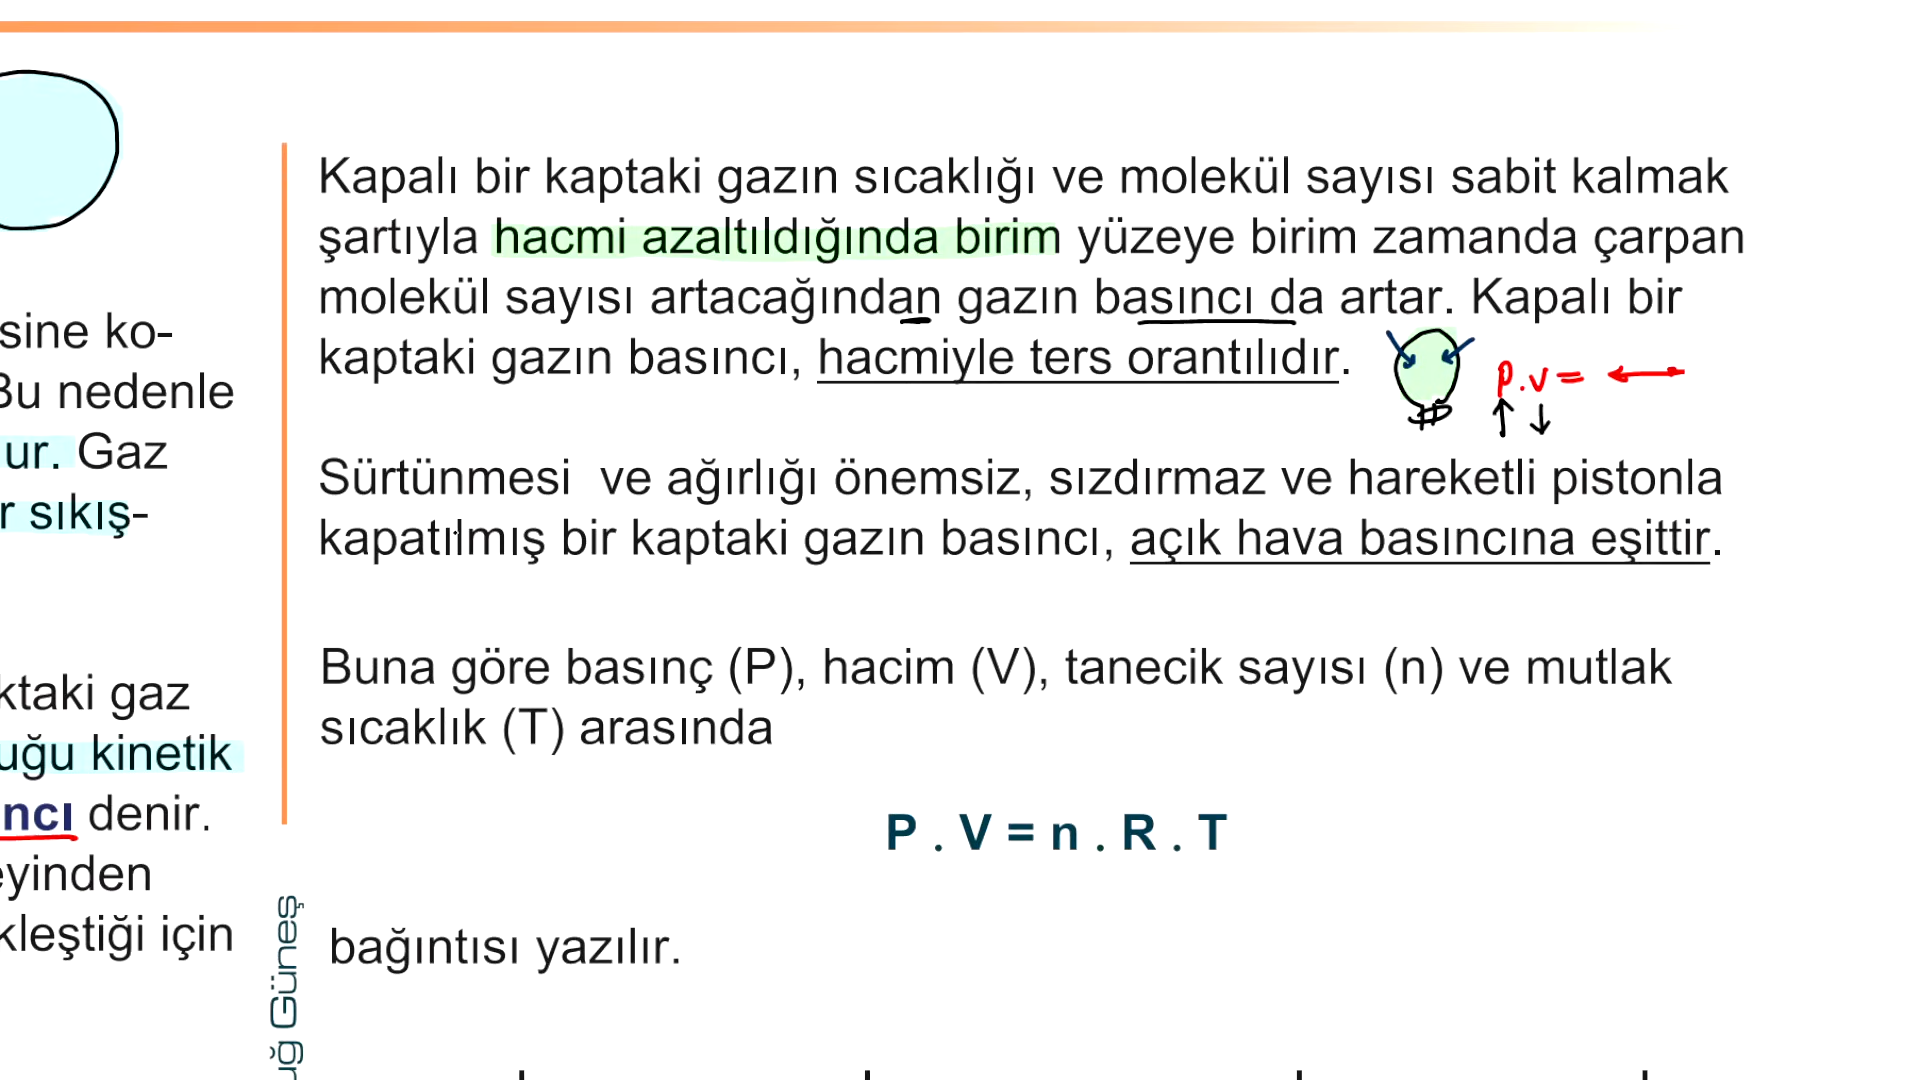 sine ko-
Bu nedenle
ur. Gaz
r sıkış-
ktaki gaz
uğu kinetik
ncı denir.
eyinden
kleştiği için
Kapalı bir kaptaki gazın sıcaklığı ve molekül sayısı sabit kalmak
şartıyla hacmi azaltıldığında birim yüzeye birim zamanda çarpan
molekül sayısı artacağından gazın basıncı da artar. Kapalı bir
kaptaki gazın basıncı, hacmiyle ters orantılıdır.
P.V=
Sürtünmesi ve ağırlığı önemsiz, sızdırmaz ve hareketli pistonla
kapatılmış bir kaptaki gazın basıncı, açık hava basıncına eşittir.
Buna göre basınç (P), hacim (V), tanecik sayısı (n) ve mutlak
sıcaklık (T) arasında
P . V = n . R . T
bağıntısı yazılır.
uğ Güneş